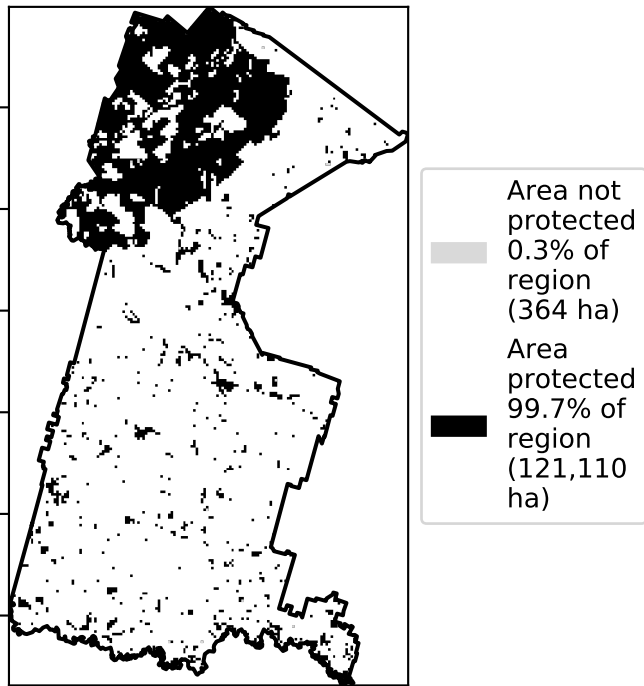 Area not
protected
0.3% of
region
(364 ha)
Area
protected
99.7% of
region
(121,110
ha)